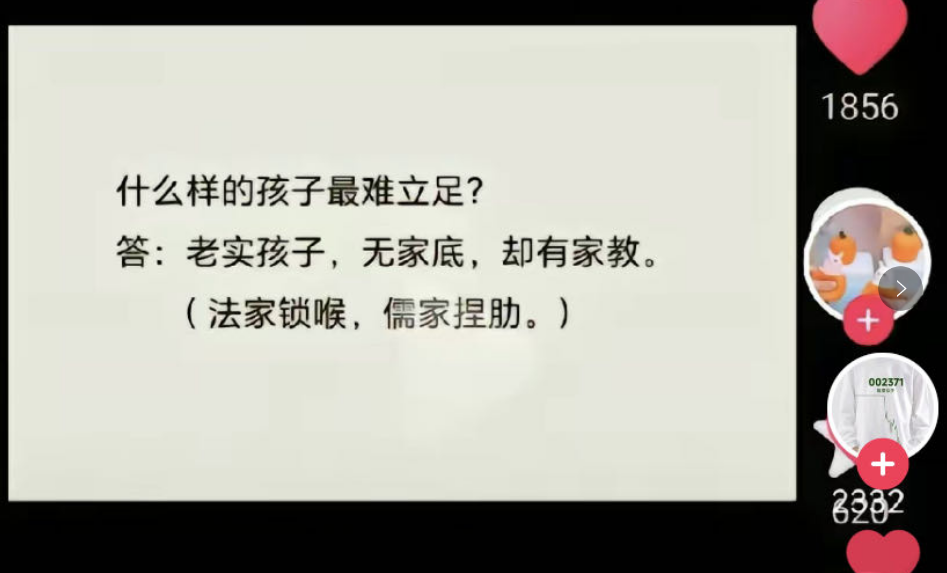 什么样的孩子最难立足?
答：老实孩子，无家底，却有家教。
（法家锁喉，儒家捏肋。）
1856
002371
2332
620